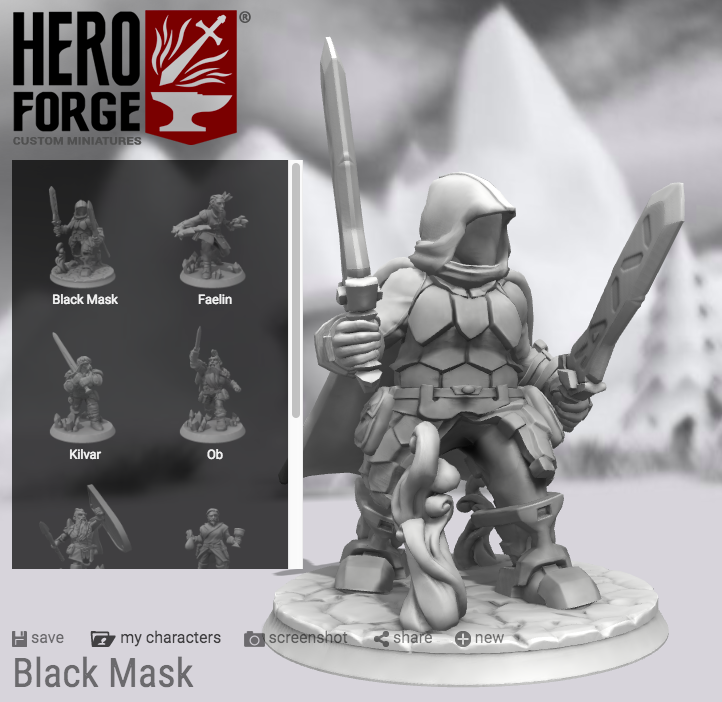 HERO
FORGE®
CUSTOM MINIATURES
Black Mask Faelin
Kilvar Ob
save my characters screenshot share new
Black Mask